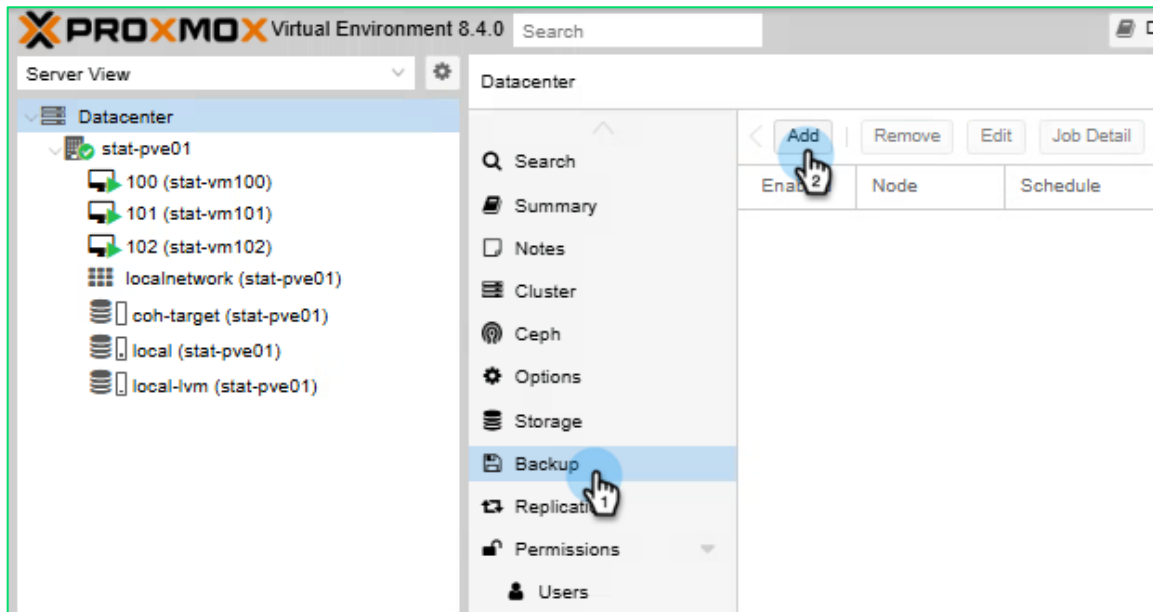 PROXMOX Virtual Environment 8.4.0 Search
Server View
Datacenter
stat-pve01
100 (stat-vm100)
101 (stat-vm101)
102 (stat-vm102)
localnetwork (stat-pve01)
coh-target (stat-pve01)
local (stat-pve01)
local-lvm (stat-pve01)
Datacenter
Search
Summary
Notes
Cluster
Ceph
Options
Storage
Backup
1
Permissions
Users
Add Remove Edit Job Detail
2
Node Schedule